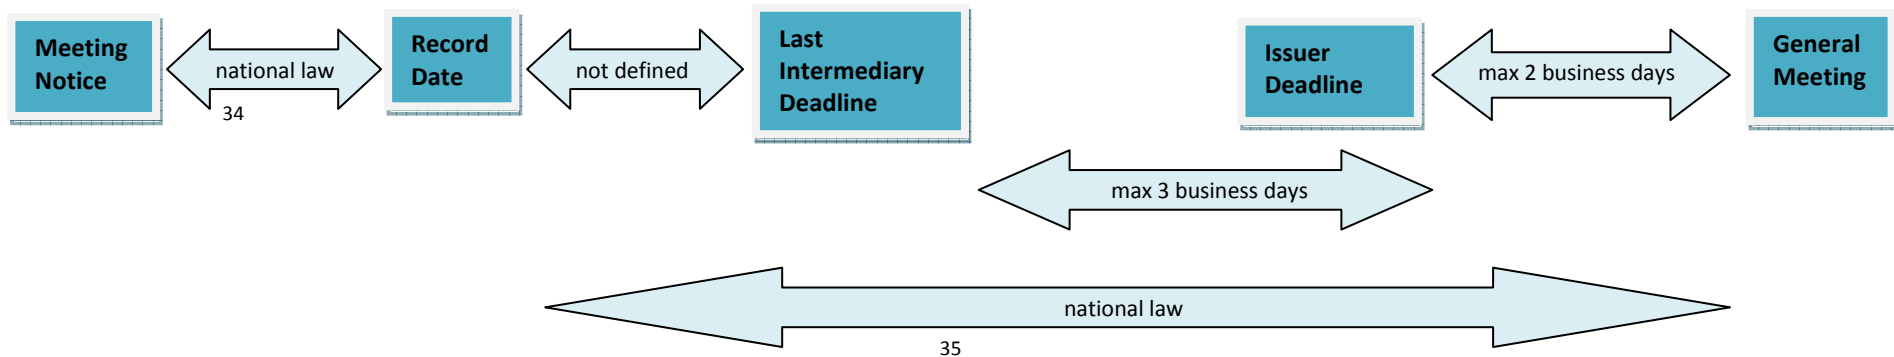 Meeting
Notice
national law
34
Record
Date
not defined
Last
Intermediary
Deadline
Issuer
Deadline
max 2 business days
General
Meeting
max 3 business days
national law
35